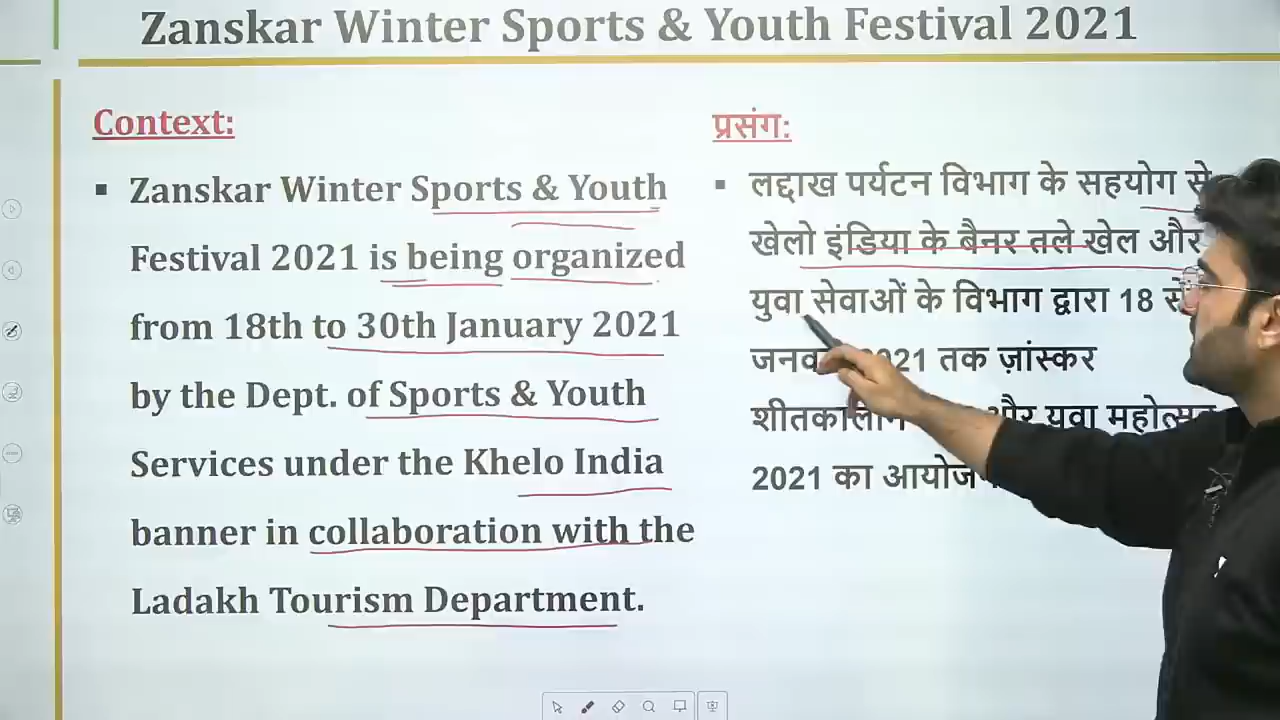 Zanskar Winter Sports & Youth Festival 2021
Context:
▪ Zanskar Winter Sports & Youth
Festival 2021 is being organized
from 18th to 30th January 2021
by the Dept. of Sports & Youth
Services under the Khelo India
banner in collaboration with the
Ladakh Tourism Department.
प्रसंग:
▪ लद्दाख पर्यटन विभाग के सहयोग से
खेलो इंडिया के बैनर तले खेल और
युवा सेवाओं के विभाग द्वारा 18 से
2021 तक ज़ांस्कर
और युवा महोत्सव
2021 का